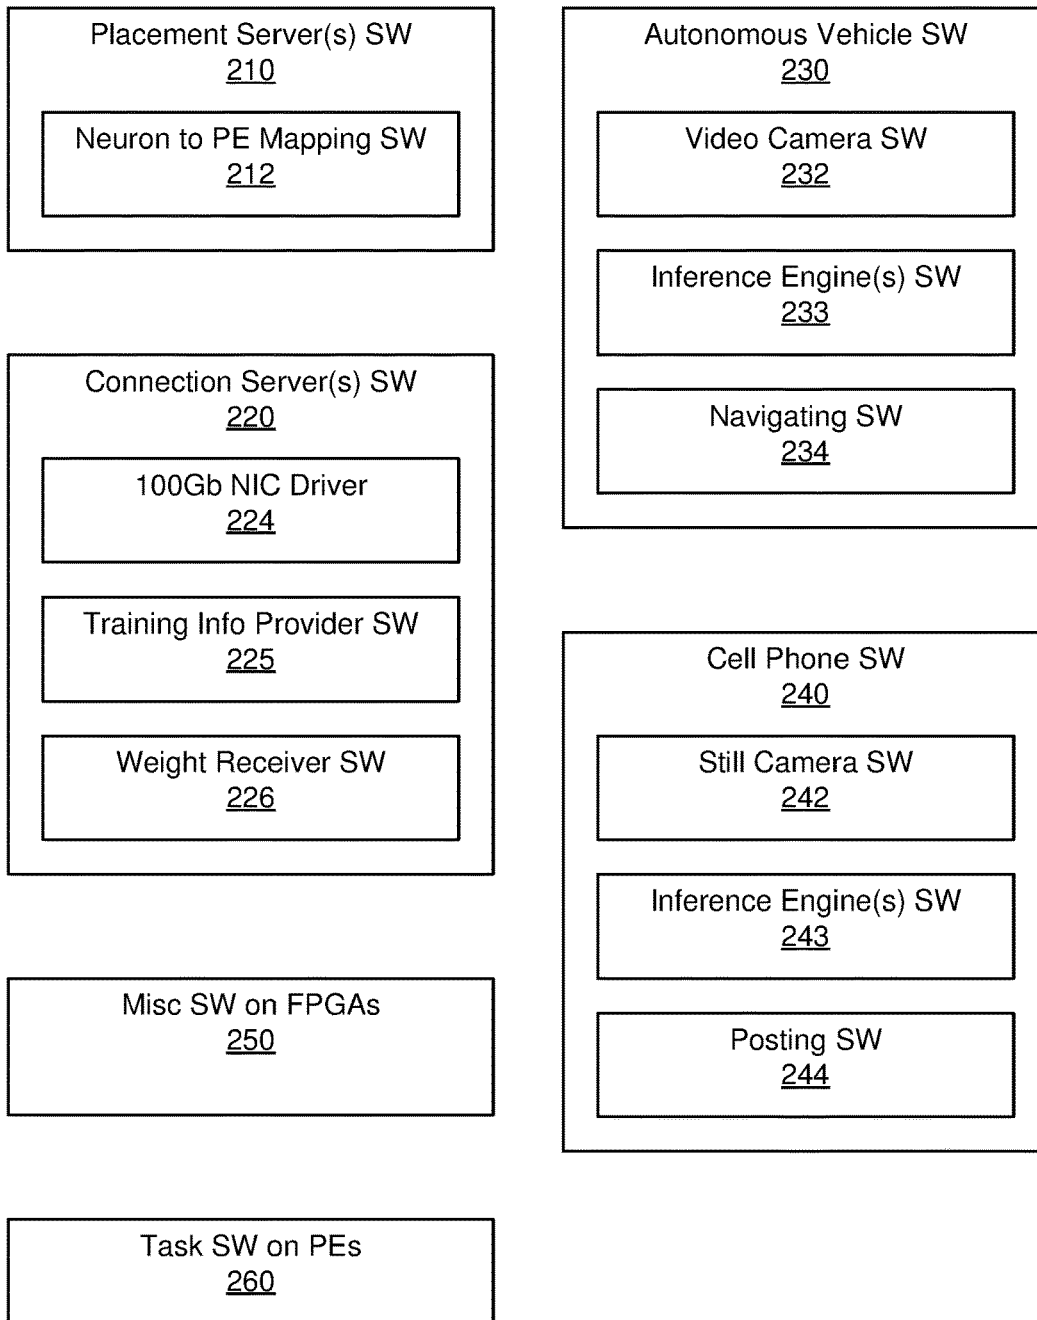 Placement Server(s) SW
210
Neuron to PE Mapping SW
212
Connection Server(s) SW
220
100Gb NIC Driver
224
Training Info Provider SW
225
Weight Receiver SW
226
Misc SW on FPGAs
250
Task SW on PEs
260
Autonomous Vehicle SW
230
Video Camera SW
232
Inference Engine(s) SW
233
Navigating SW
234
Cell Phone SW
240
Still Camera SW
242
Inference Engine(s) SW
243
Posting SW
244